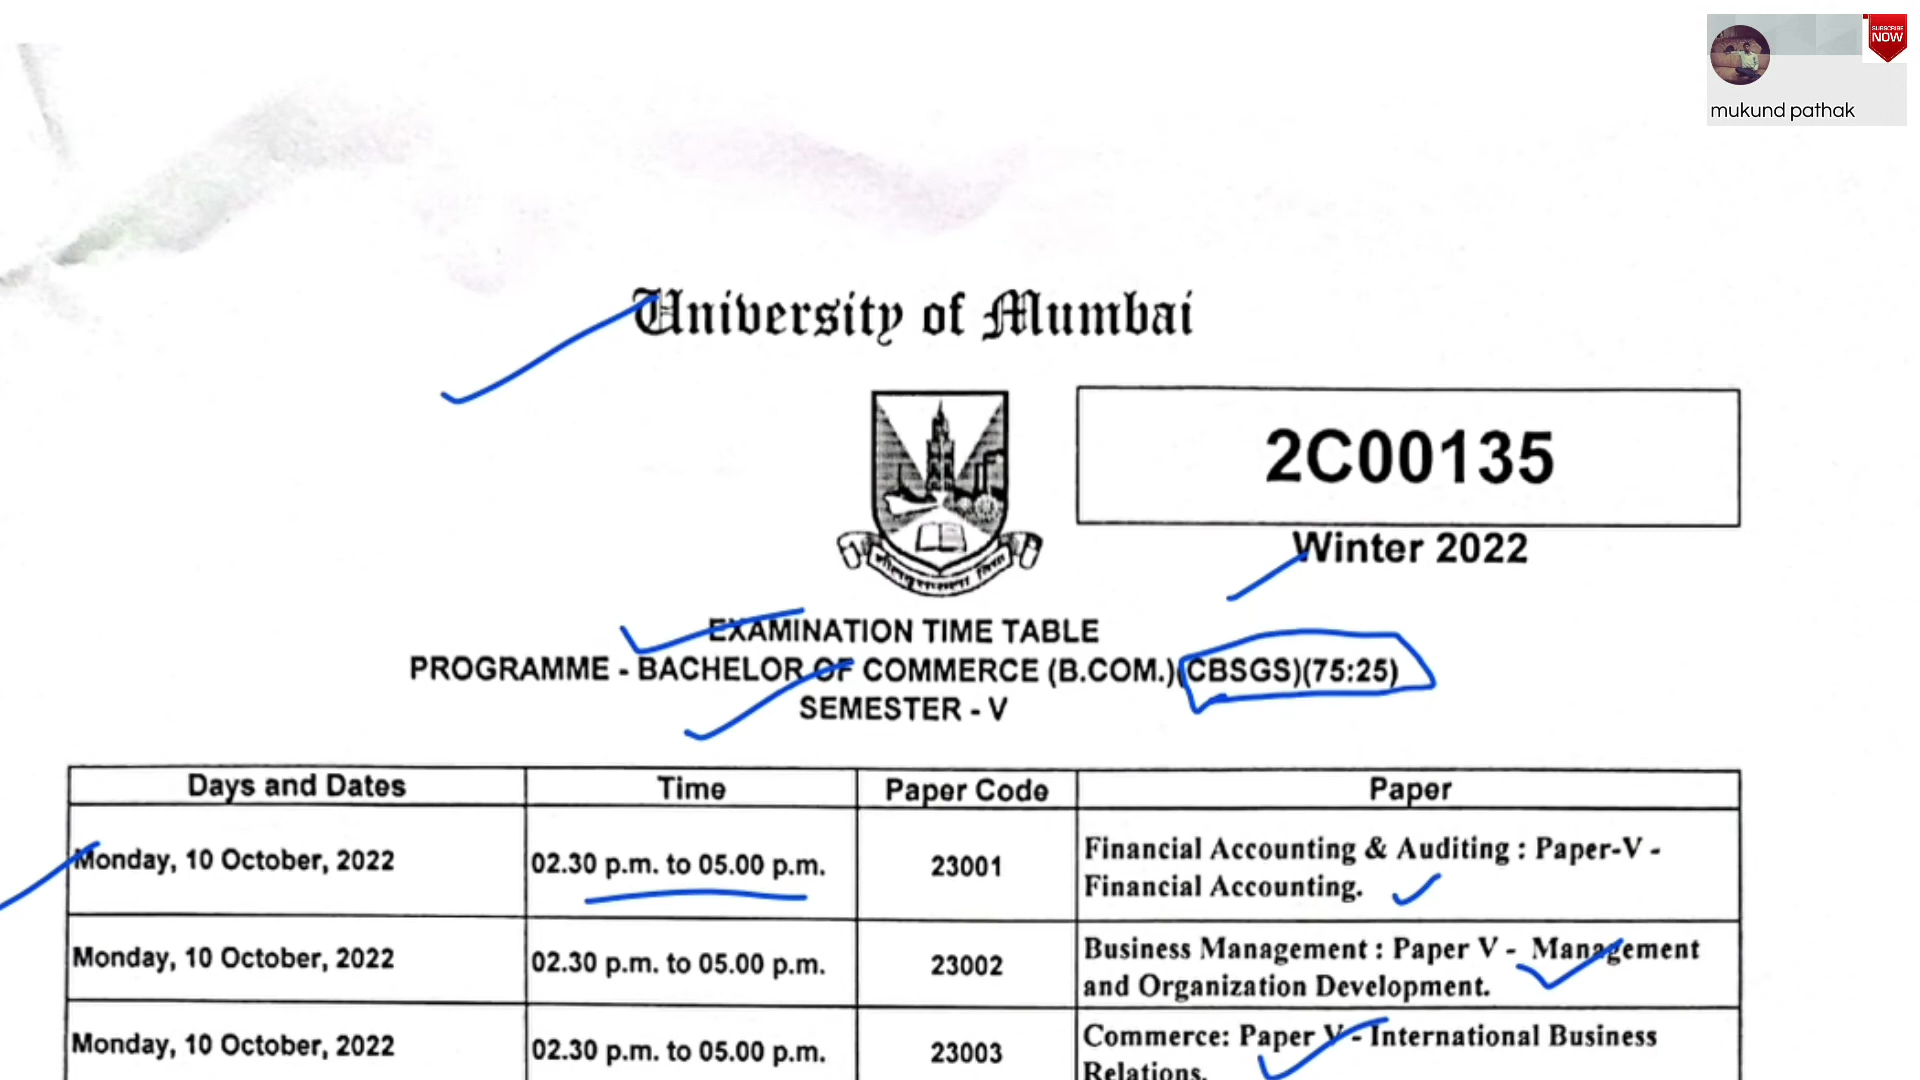 SUBSCRIBE
NOW
mukund pathak
University of Mumbai
2C00135
Winter 2022
EXAMINATION TIME TABLE
PROGRAMME - BACHELOR OF COMMERCE (B.COM.)(CBSGS)(75:25)
SEMESTER - V
Days and Dates Time Paper Code Paper
Monday, 10 October, 2022 02.30 p.m. to 05.00 p.m. 23001 Financial Accounting & Auditing : Paper-V -
Financial Accounting.
Monday, 10 October, 2022 02.30 p.m. to 05.00 p.m. 23002 Business Management : Paper V - Management
and Organization Development.
Monday, 10 October, 2022 02.30 p.m. to 05.00 p.m. 23003 Commerce: Paper V - International Business
Relations.